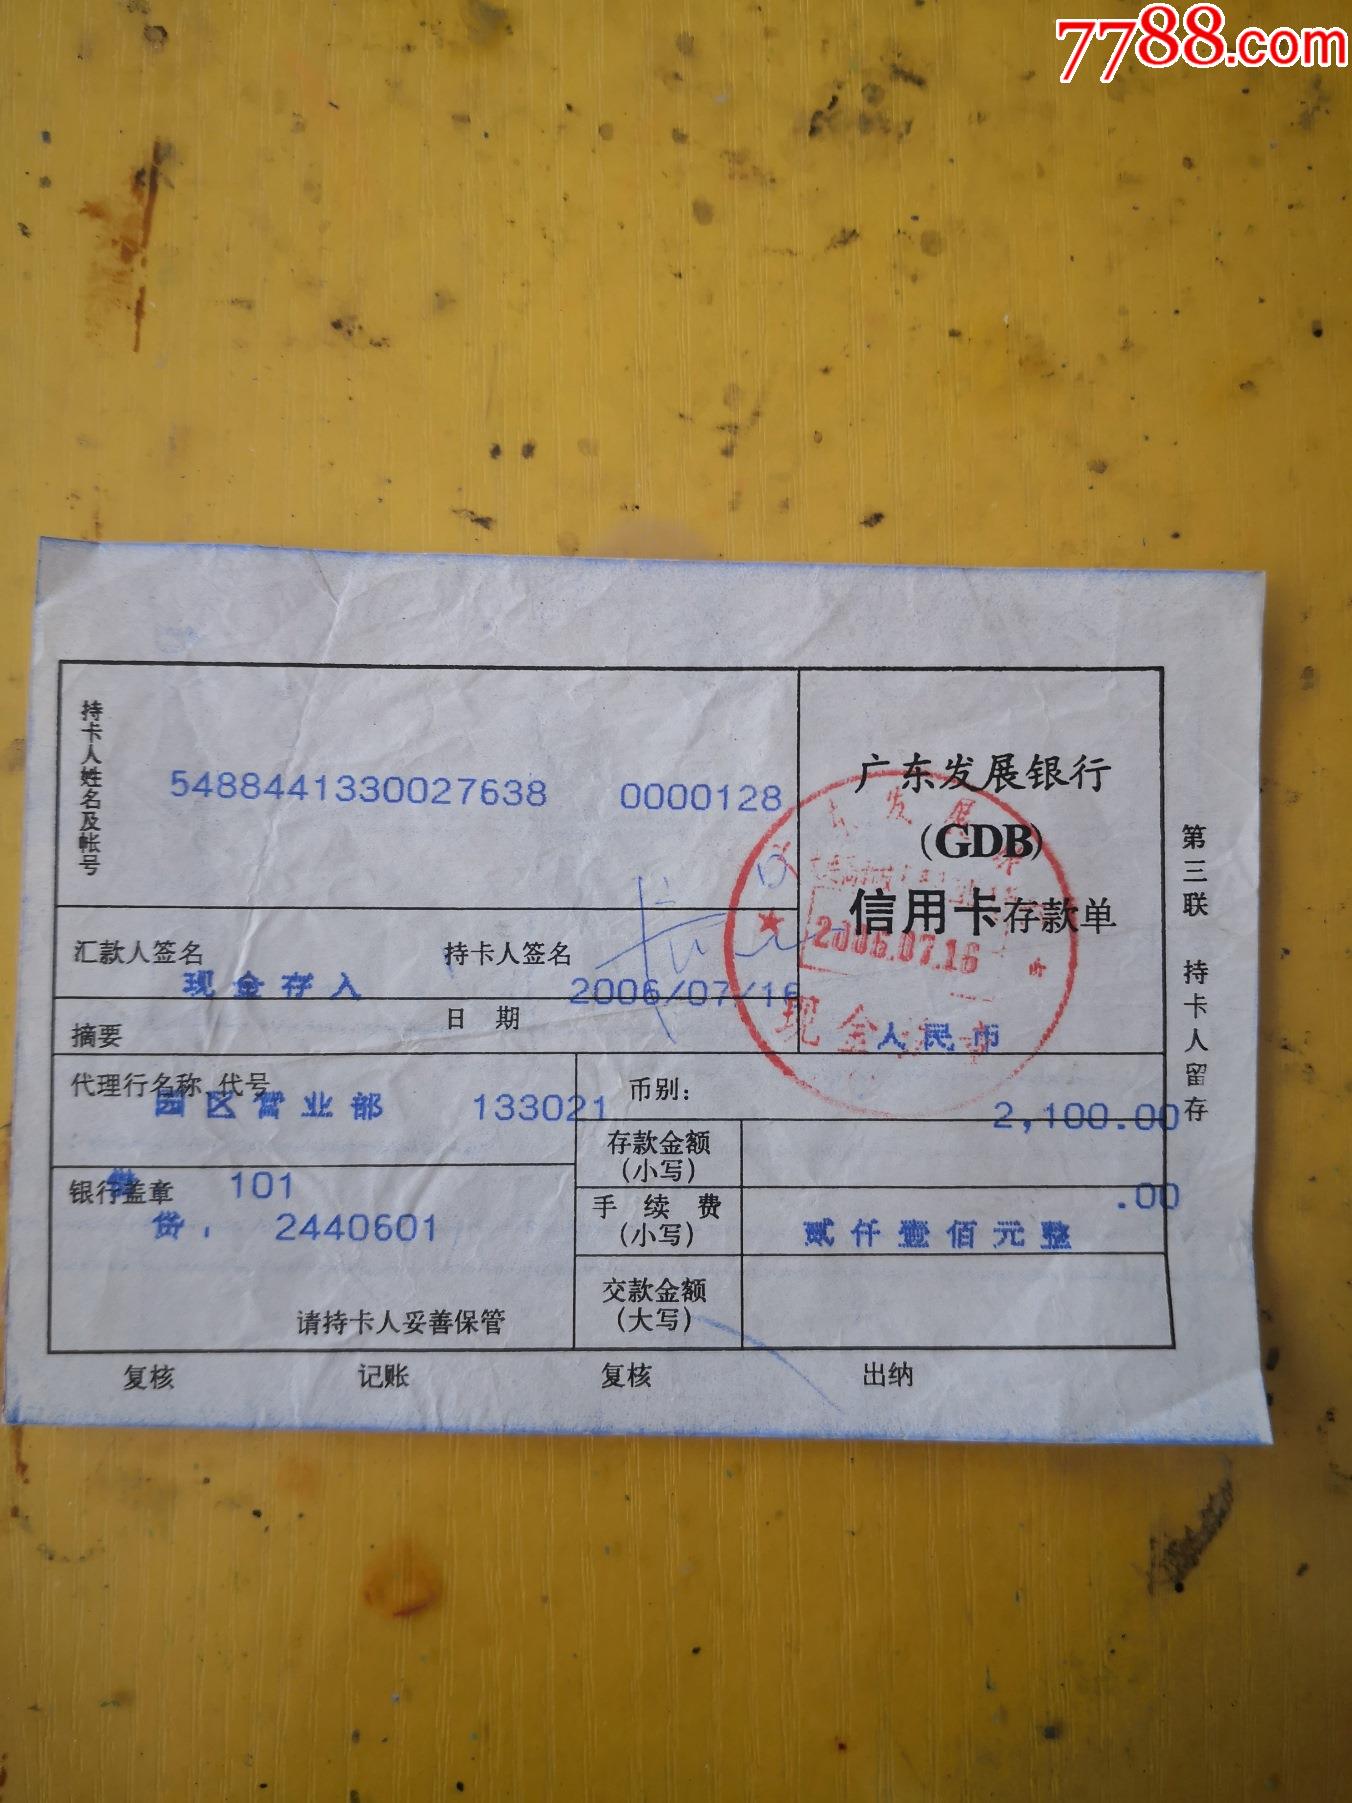 7788.com
持卡人姓名及帐号
5488441330027638 0000128
广东发展银行
(GDB)
信用卡存款单
汇款人签名
持卡人签名
现金存入
2006/07/16
2006.07.16
现金
摘要
日 期
人民币
代理行名称 代号
园区营业部 133021
币别:
2,100.00
存款金额
(小写)
银行盖章
101
贷: 2440601
手续费
(小写)
.00
贰仟壹佰元整
交款金额
(大写)
请持卡人妥善保管
复核 记账 复核 出纳
第三联 持卡人留存